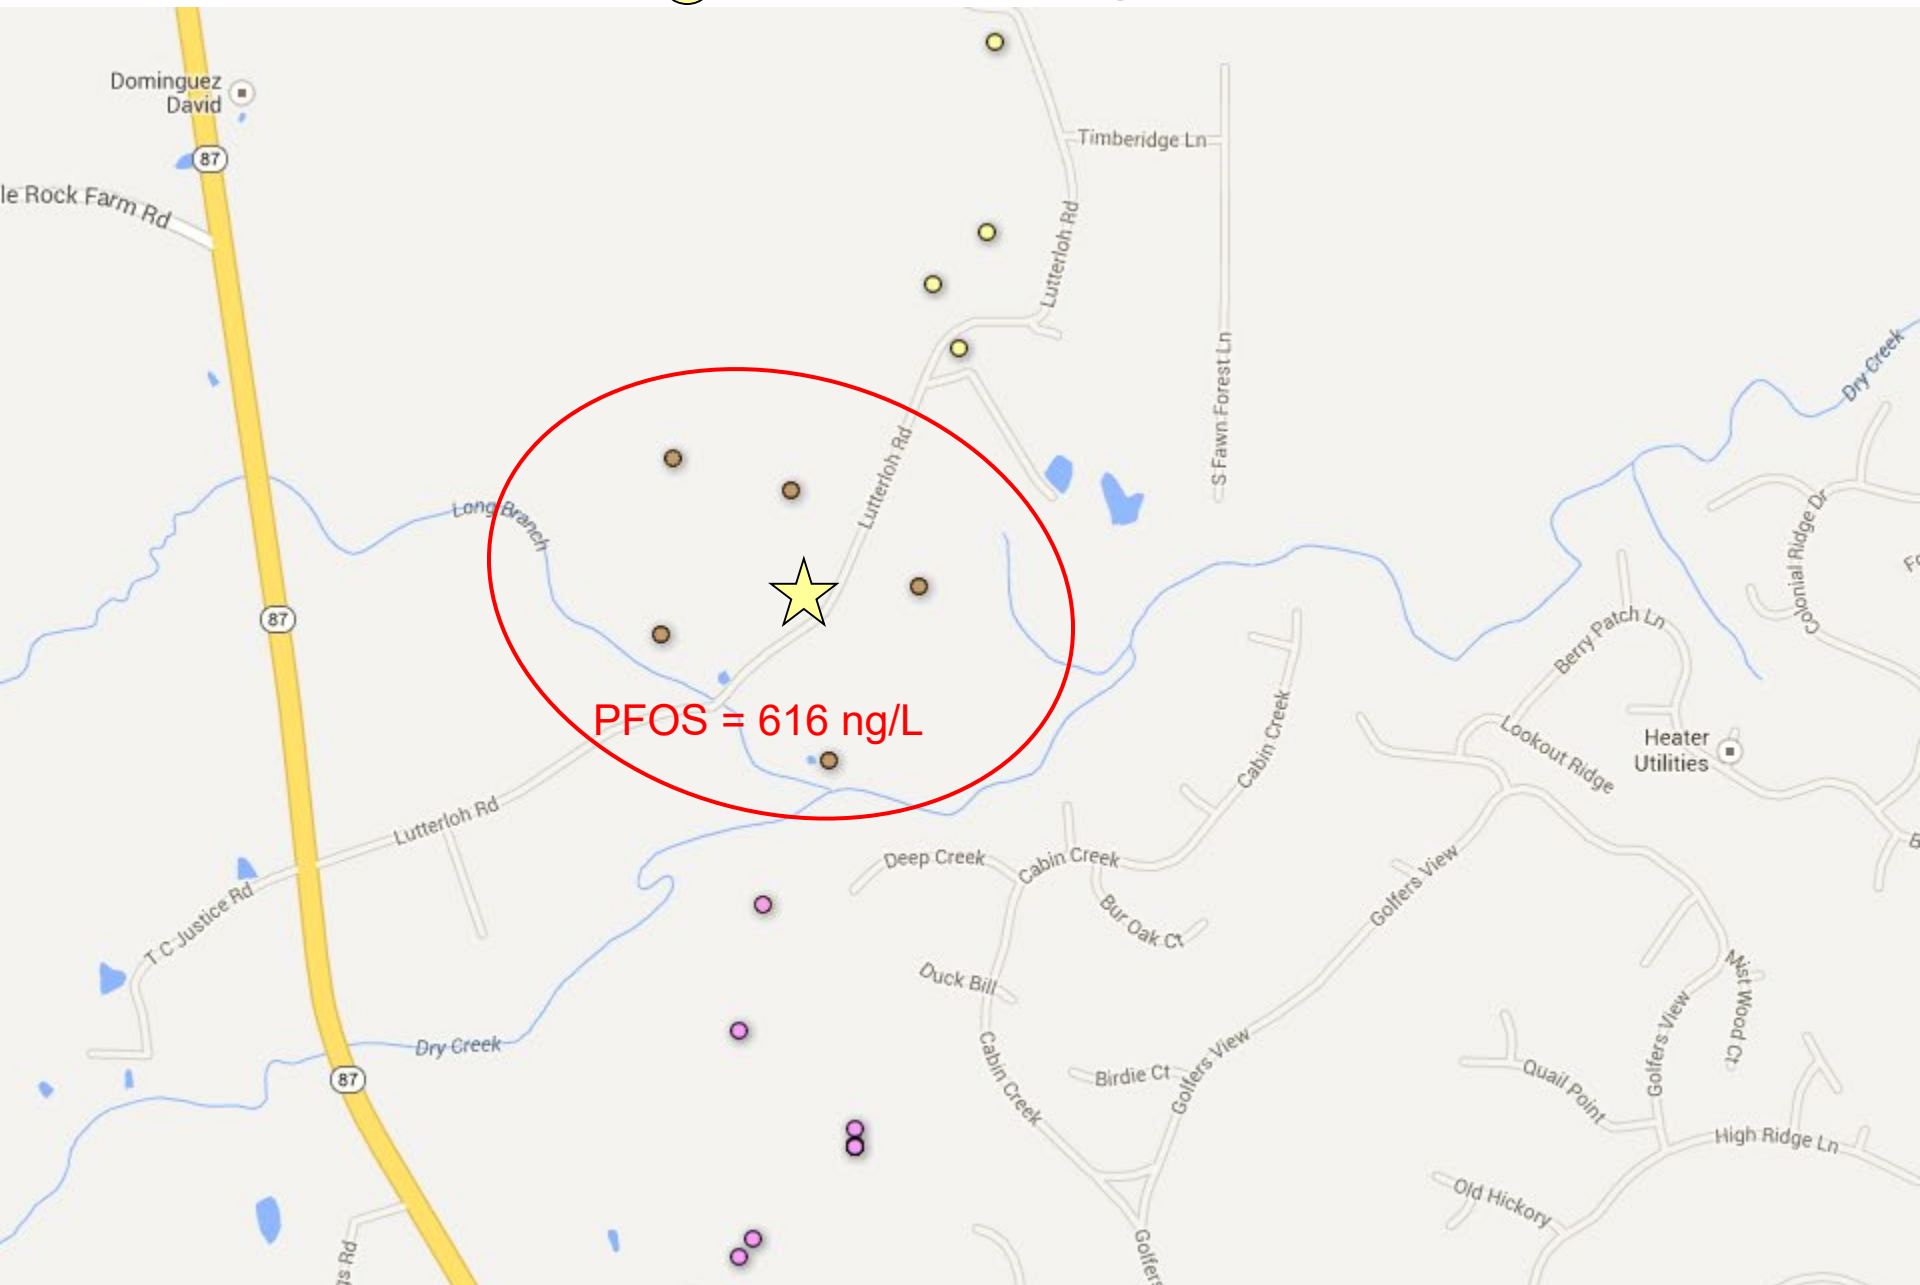 Dominguez
David
87
le Rock Farm Rd
Timberidge Ln
Lutterloh Rd
S Fawn Forest Ln
Dry Creek
Lutterloh Rd
Long Branch
Colonial Ridge Dr
87
Berry Patch Ln
PFOS = 616 ng/L
Cabin Creek
Lookout Ridge
Heater
Utilities
Lutterloh Rd
Deep Creek
Cabin Creek
Golfers View
T C Justice Rd
Bur Oak Ct
Duck Bill
Mist Wood Ct
Dry Creek
Golfers View
Cabin Creek
Birdie Ct
Golfers View
87
Quail Point
High Ridge Ln
Old Hickory
gs Rd
Golfers